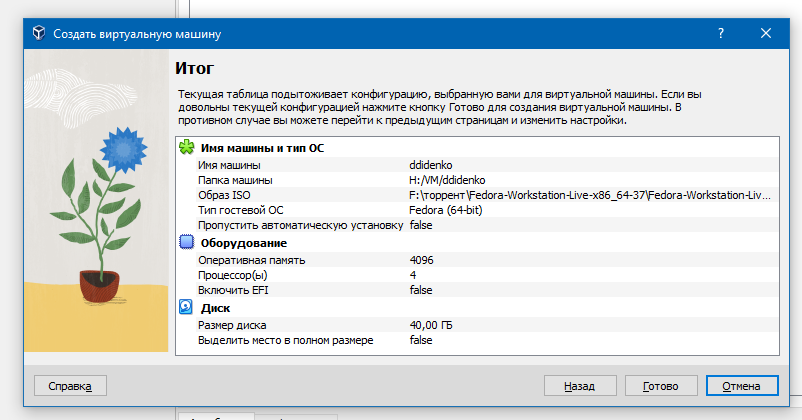 Создать виртуальную машину
Итог
Текущая таблица подытоживает конфигурацию, выбранную вами для виртуальной машины. Если вы
довольны текущей конфигурацией нажмите кнопку Готово для создания виртуальной машины. В
противном случае вы можете перейти к предыдущим страницам и изменить настройки.
Имя машины и тип ОС
Имя машины ddidenko
Папка машины H:/VM/ddidenko
Образ ISO F:\торрент\Fedora-Workstation-Live-x86_64-37\Fedora-Workstation-Liv...
Тип гостевой ОС Fedora (64-bit)
Пропустить автоматическую установку false
Оборудование
Оперативная память 4096
Процессор(ы) 4
Включить EFI false
Диск
Размер диска 40,00 ГБ
Выделить место в полном размере false
Справка Назад Готово Отмена